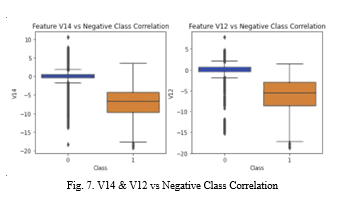 Feature V14 vs Negative Class Correlation
Feature V12 vs Negative Class Correlation
10
5
0
-5
-10
-15
-20
V14
0
1
Class
5
0
-5
-10
-15
-20
V12
0
1
Class
Fig. 7. V14 & V12 vs Negative Class Correlation